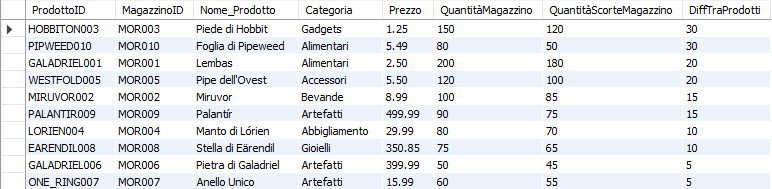 ProdottoID MagazzinoID Nome_Prodotto Categoria Prezzo QuantitàMagazzino QuantitàScorteMagazzino DiffTraProdotti
HOBBITON003 MOR003 Piede di Hobbit Gadgets 1.25 150 120 30
PIPWEED010 MOR010 Foglia di Pipeweed Alimentari 5.49 80 50 30
GALADRIEL001 MOR001 Lembas Alimentari 2.50 200 180 20
WESTFOLD005 MOR005 Pipe dell'Ovest Accessori 5.50 120 100 20
MIRUVOR002 MOR002 Miruvor Bevande 8.99 100 85 15
PALANTIR009 MOR009 Palantír Artefatti 499.99 90 75 15
LORIEN004 MOR004 Manto di Lórien Abbigliamento 29.99 80 70 10
EARENDIL008 MOR008 Stella di Eärendil Gioielli 350.85 75 65 10
GALADRIEL006 MOR006 Pietra di Galadriel Artefatti 399.99 50 45 5
ONE_RING007 MOR007 Anello Unico Artefatti 15.99 60 55 5